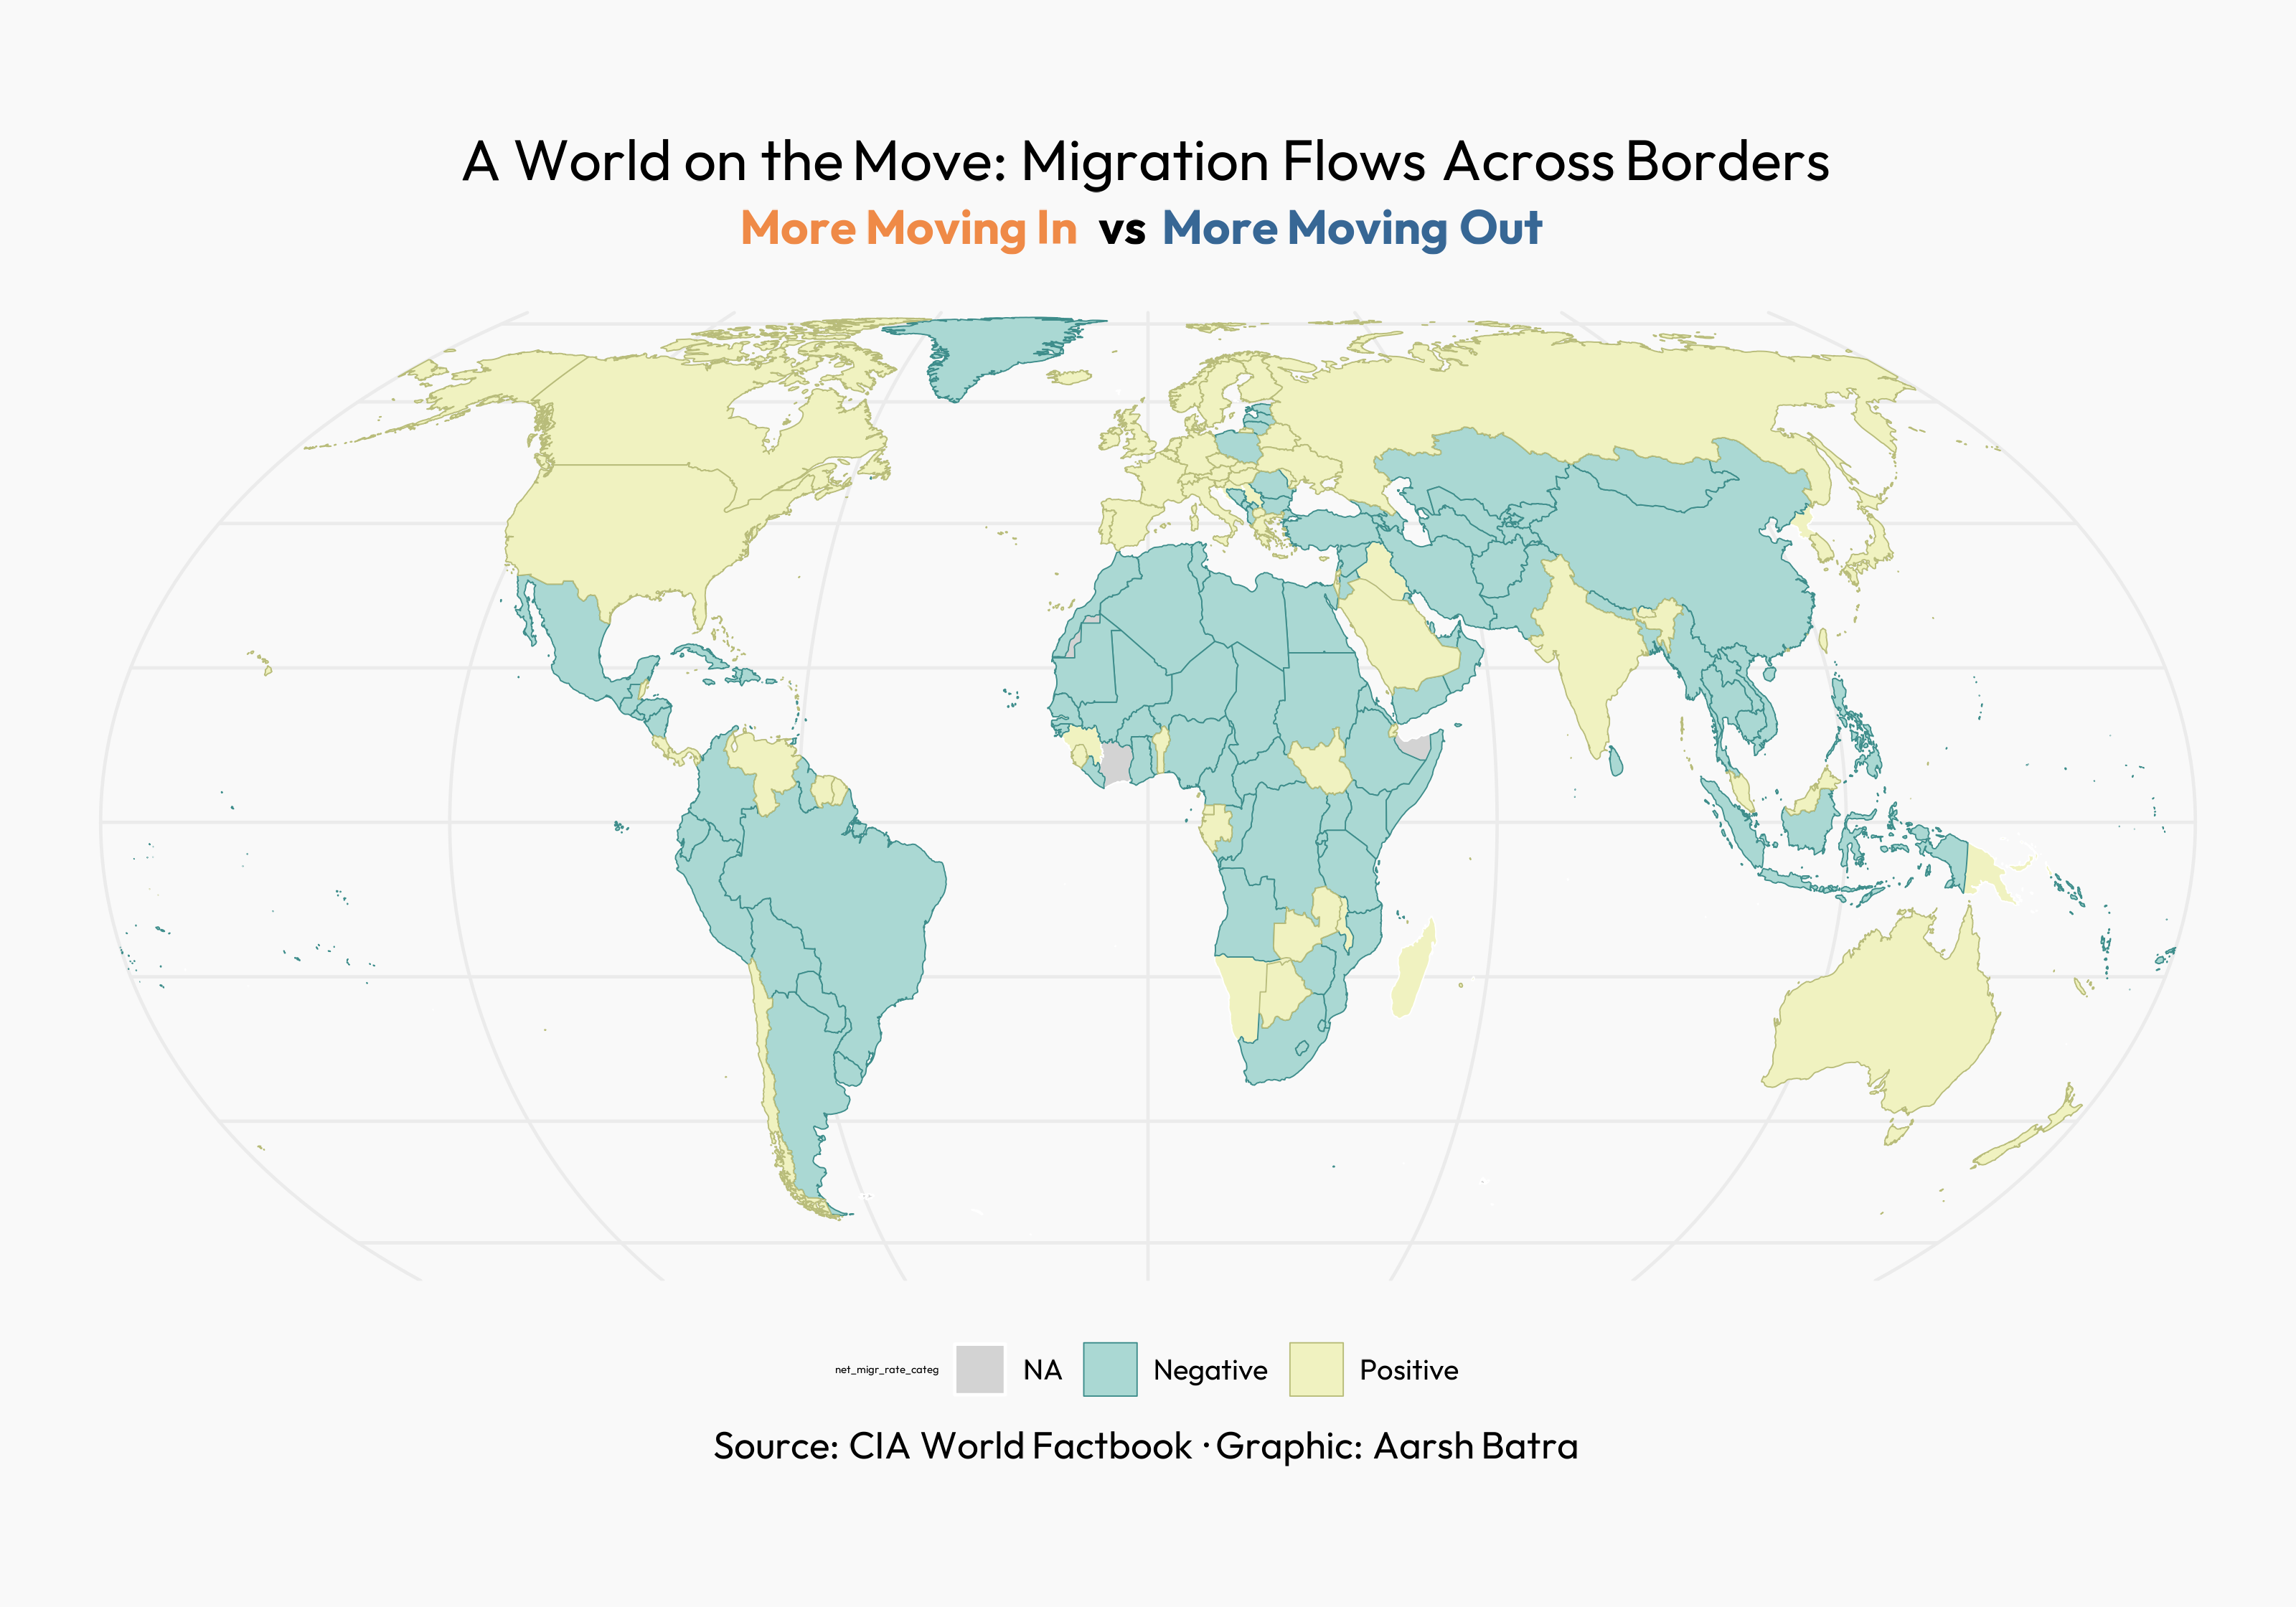 A World on the Move: Migration Flows Across Borders
More Moving In vs More Moving Out
net_migr_rate_categ NA Negative Positive
Source: CIA World Factbook · Graphic: Aarsh Batra